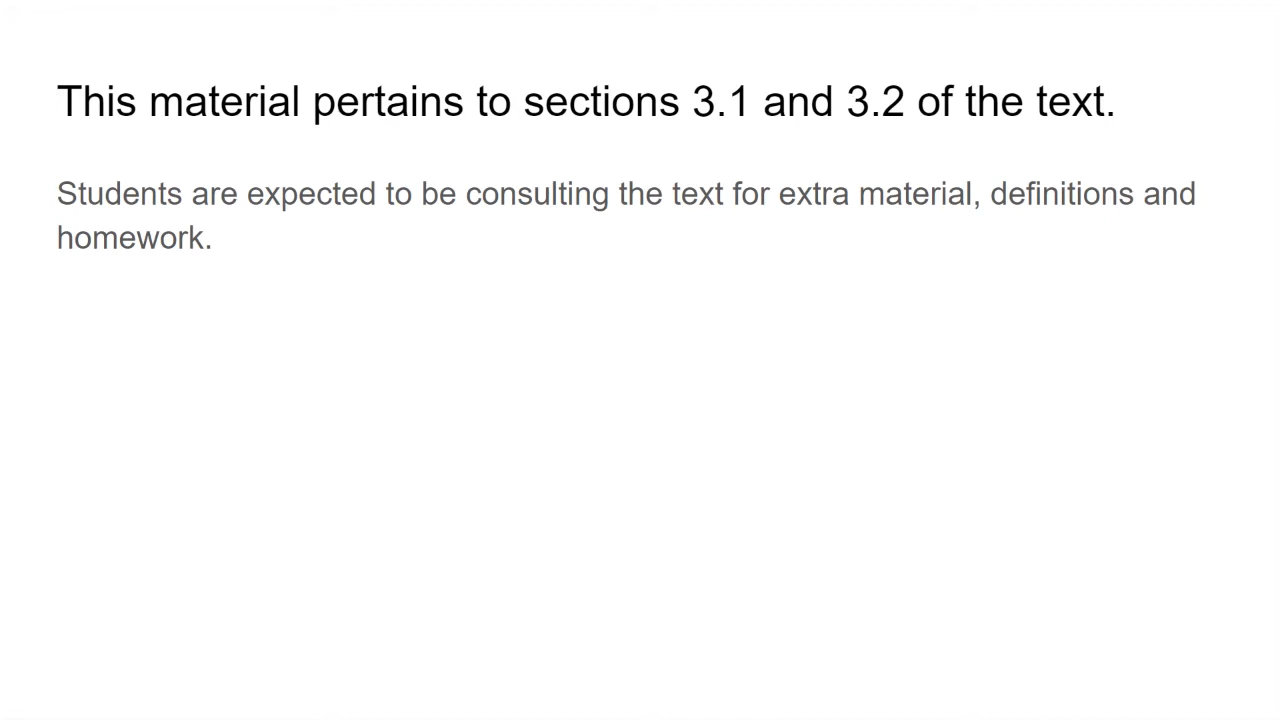 This material pertains to sections 3.1 and 3.2 of the text.
Students are expected to be consulting the text for extra material, definitions and
homework.